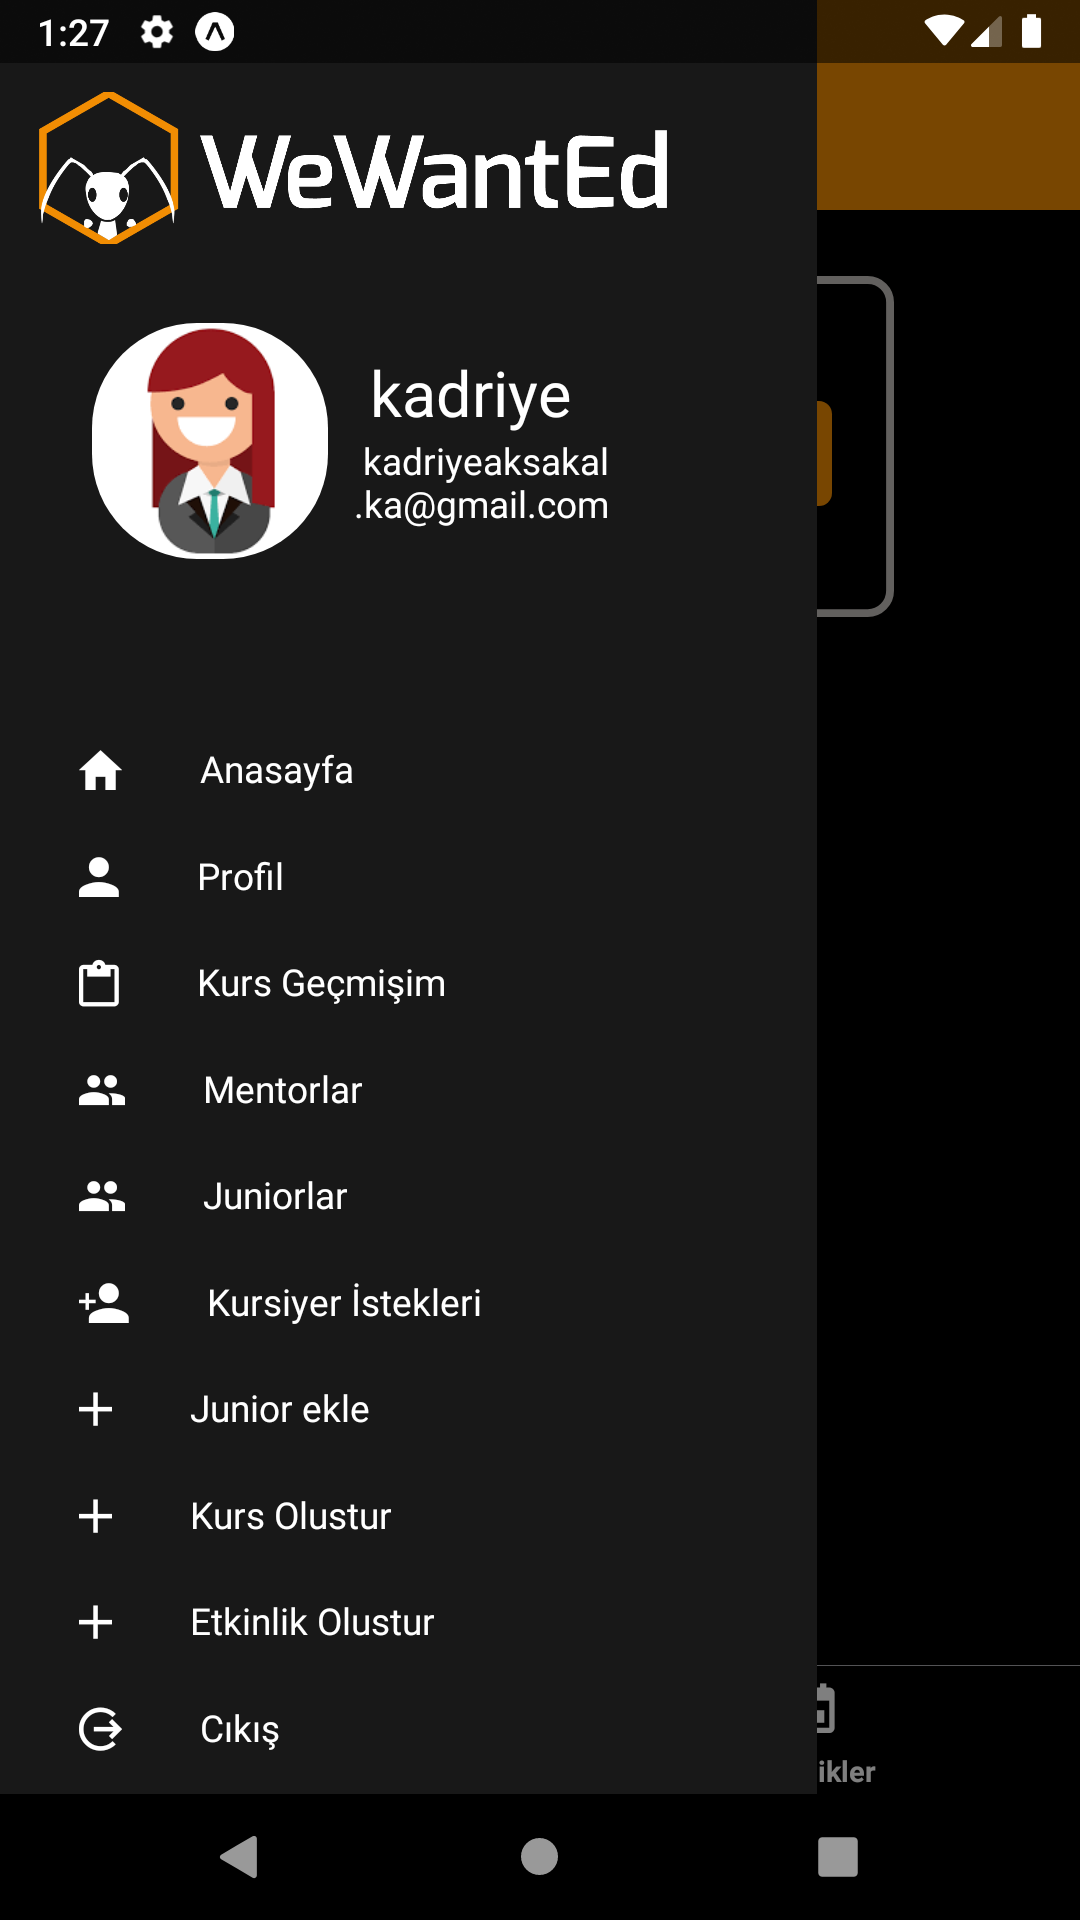 1:27
WeWantEd
kadriye
kadriyeaksakal
.ka@gmail.com
Anasayfa
Profil
Kurs Geçmişim
Mentorlar
Juniorlar
Kursiyer İstekleri
Junior ekle
Kurs Olustur
Etkinlik Olustur
Cıkış
ikler